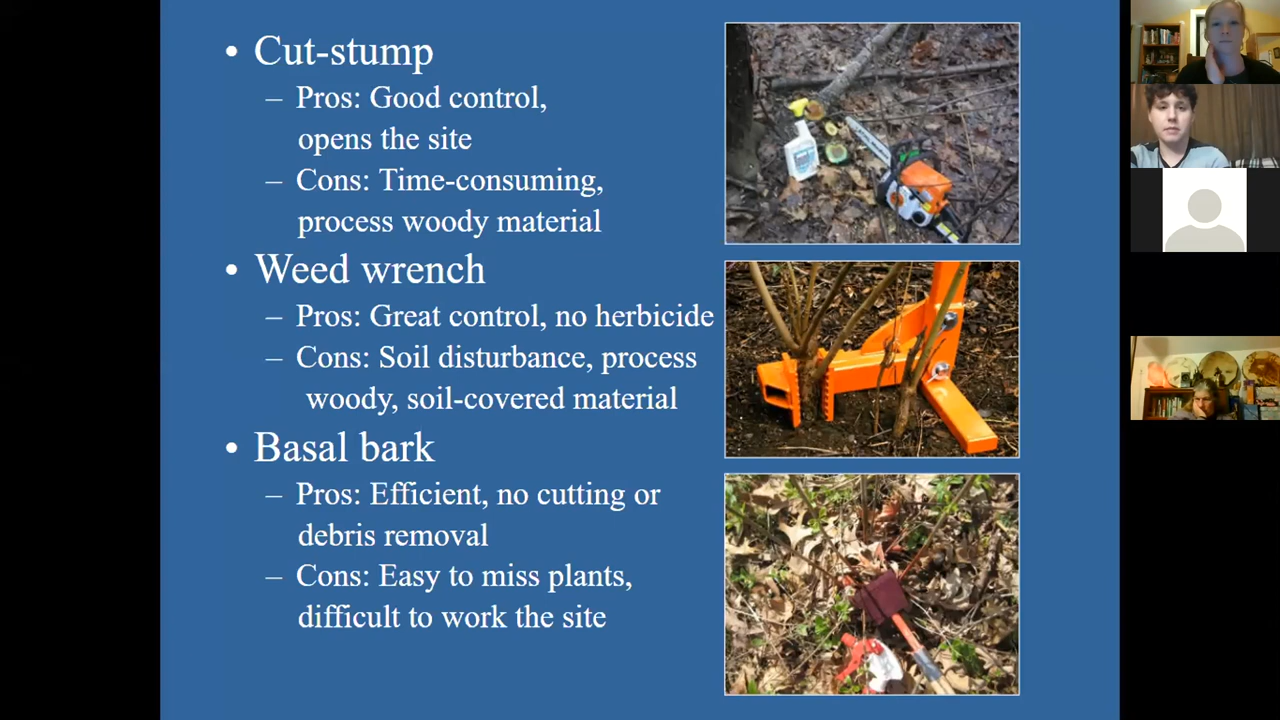 • Cut-stump
– Pros: Good control,
opens the site
– Cons: Time-consuming,
process woody material
• Weed wrench
– Pros: Great control, no herbicide
– Cons: Soil disturbance, process
woody, soil-covered material
• Basal bark
– Pros: Efficient, no cutting or
debris removal
– Cons: Easy to miss plants,
difficult to work the site